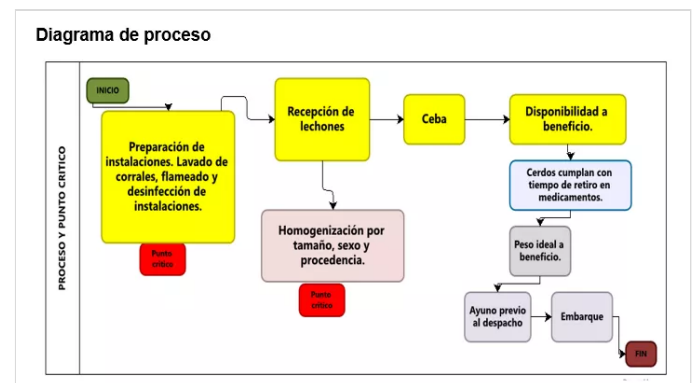 Diagrama de proceso
PROCESO Y PUNTO CRITICO
INICIO
Preparación de
instalaciones. Lavado de
corrales, flameado y
desinfección de
instalaciones.
Punto
critico
Recepción de
lechones
Homogenización por
tamaño, sexo y
procedencia.
Punto
critico
Ceba
Disponibilidad a
beneficio.
Cerdos cumplan con
tiempo de retiro en
medicamentos.
Peso ideal a
beneficio.
Ayuno previo
al despacho
Embarque
FIN